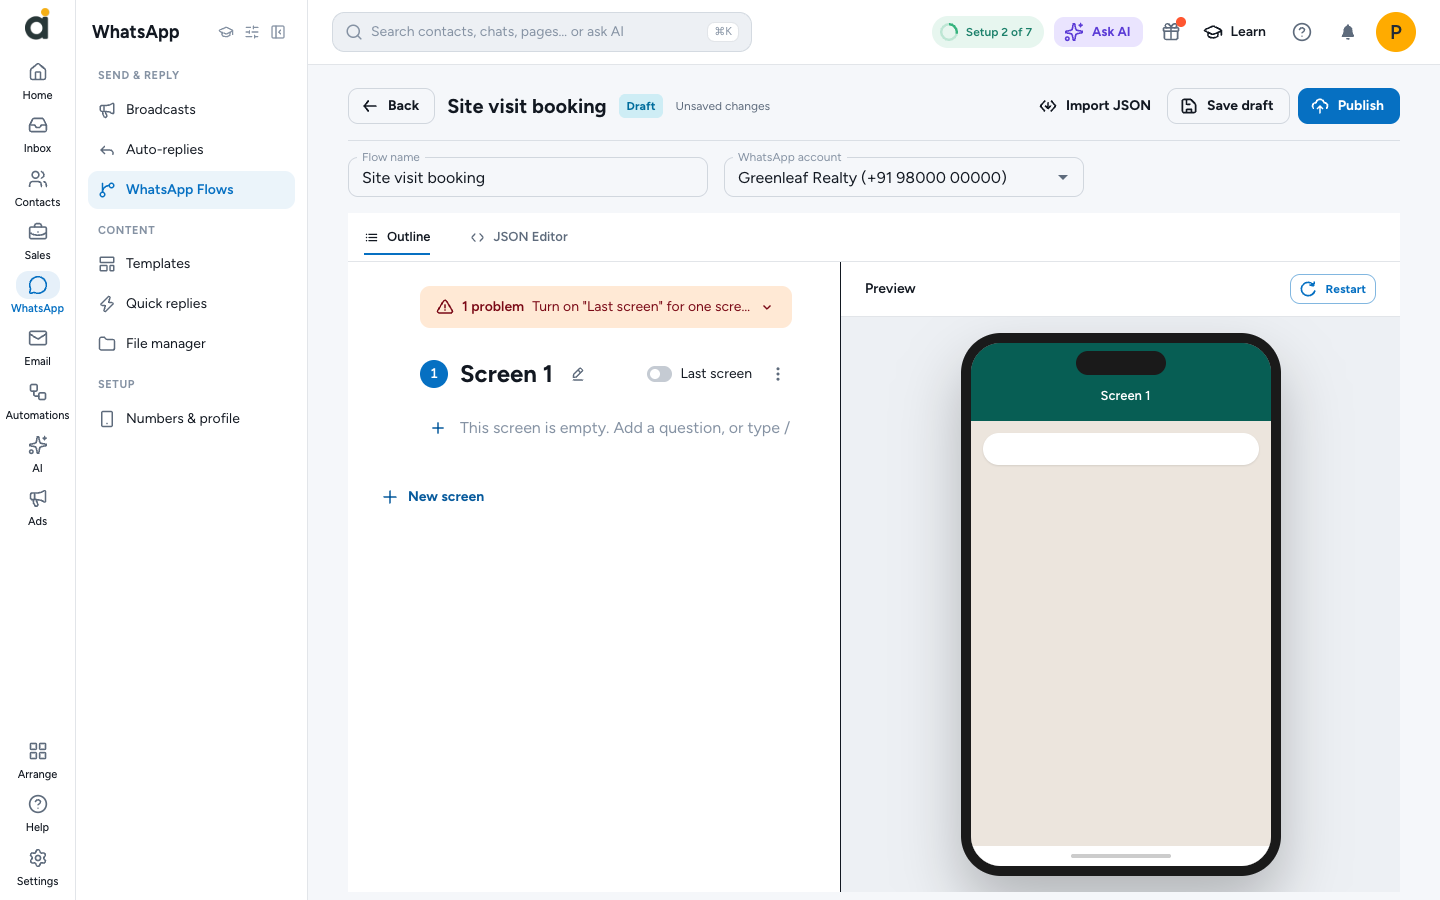 WhatsApp
Search contacts, chats, pages... or ask AI
⌘K
Setup 2 of 7
Ask AI
Learn
P
Home
Inbox
Contacts
Sales
WhatsApp
Email
Automations
AI
Ads
Arrange
Help
Settings
SEND & REPLY
Broadcasts
Auto-replies
WhatsApp Flows
CONTENT
Templates
Quick replies
File manager
SETUP
Numbers & profile
Back
Site visit booking
Draft
Unsaved changes
Import JSON
Save draft
Publish
Flow name
Site visit booking
WhatsApp account
Greenleaf Realty (+91 98000 00000)
Outline
JSON Editor
1 problem Turn on "Last screen" for one scre...
1
Screen 1
Last screen
This screen is empty. Add a question, or type /
New screen
Preview
Restart
Screen 1